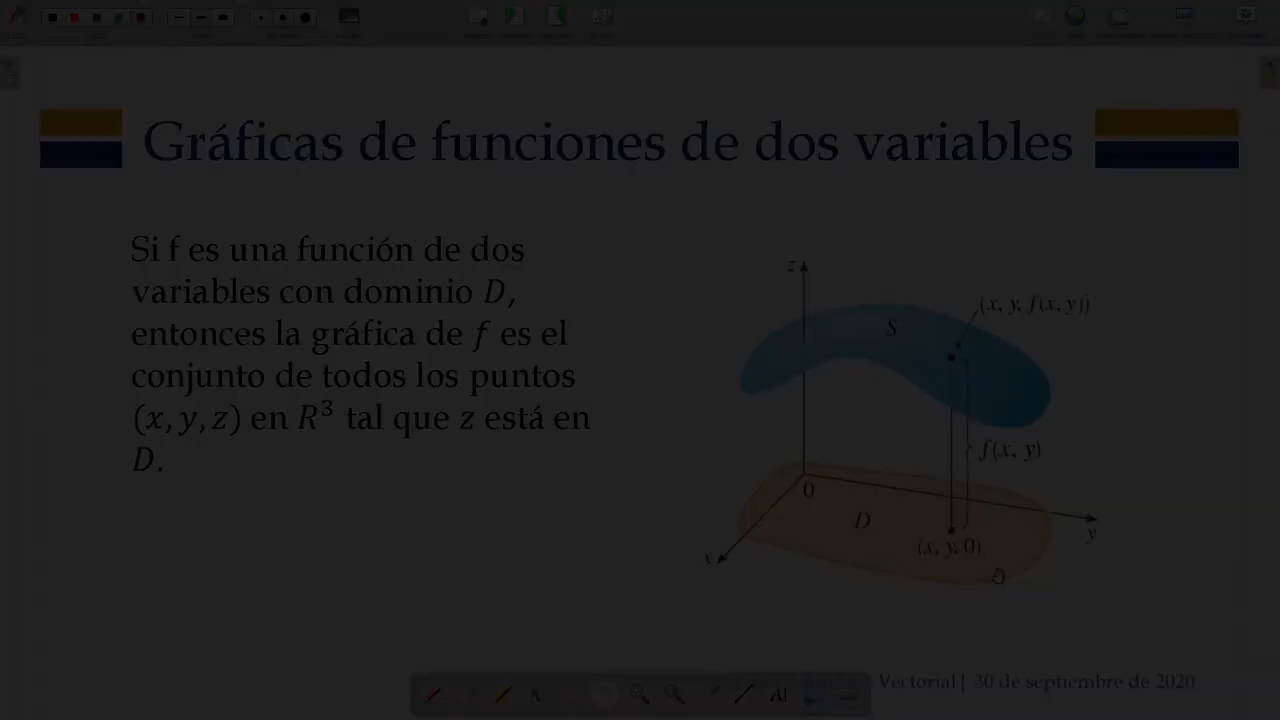 Gráficas de funciones de dos variables
Si f es una función de dos
variables con dominio D,
entonces la gráfica de f es el
conjunto de todos los puntos
(x, y, z) en R³ tal que z está en
D.
z
(x, y, f(x, y))
S
f(x, y)
0
D
(x, y, 0)
x
y
Vectorial | 30 de septiembre de 2020